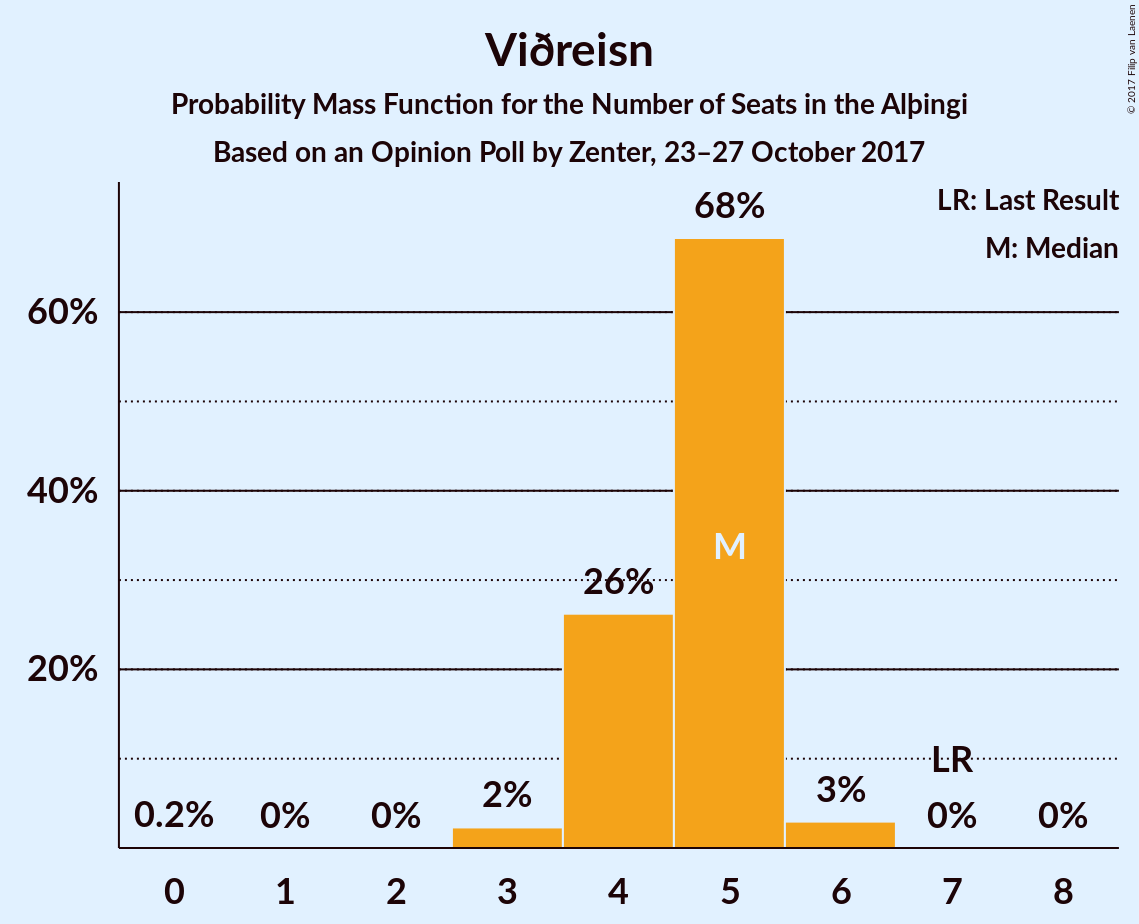 Viðreisn
Probability Mass Function for the Number of Seats in the Alþingi
Based on an Opinion Poll by Zenter, 23–27 October 2017
© 2017 Filip van Laenen
LR: Last Result
M: Median
60%
40%
20%
0.2%
0%
0%
2%
26%
68%
M
3%
LR
0%
0%
0 1 2 3 4 5 6 7 8